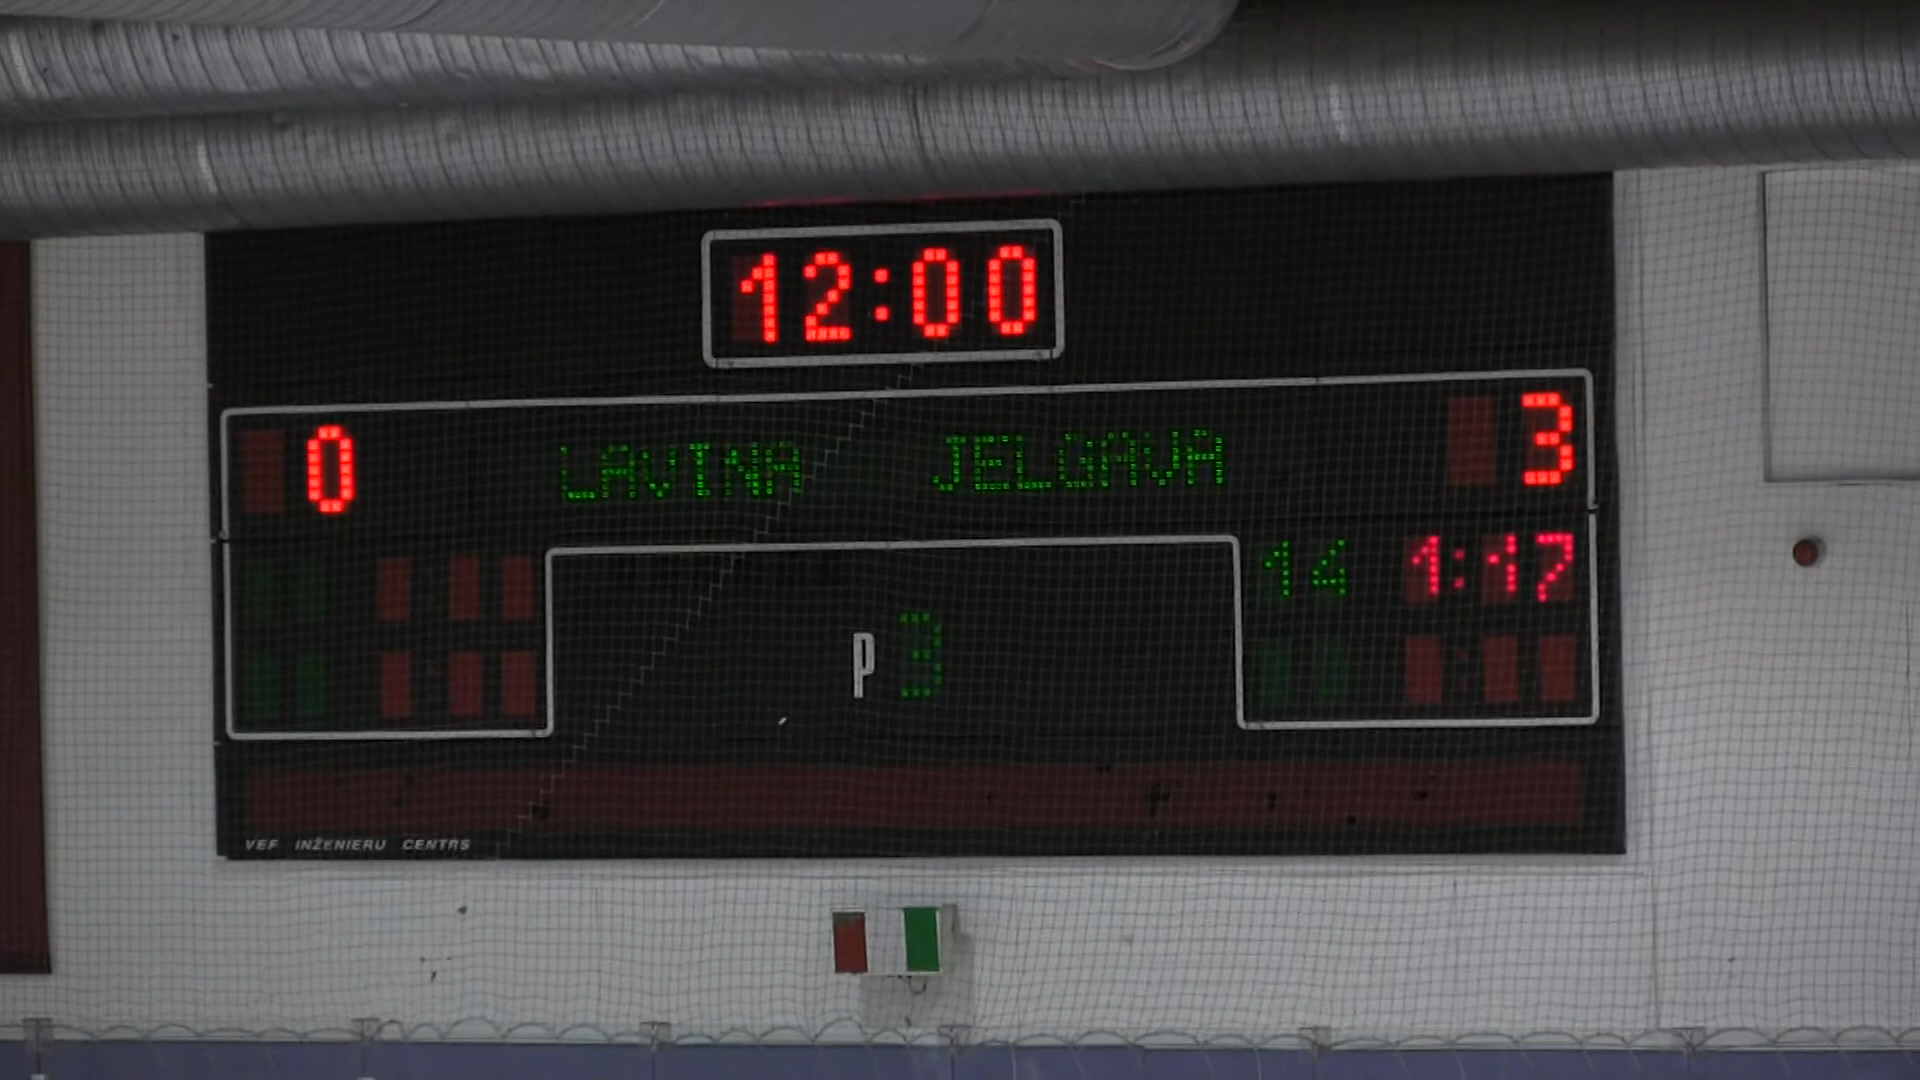 12:00
0 LAVINA JELGAVA 3
14 1:17
P 3
VEF INŽENIERU CENTRS